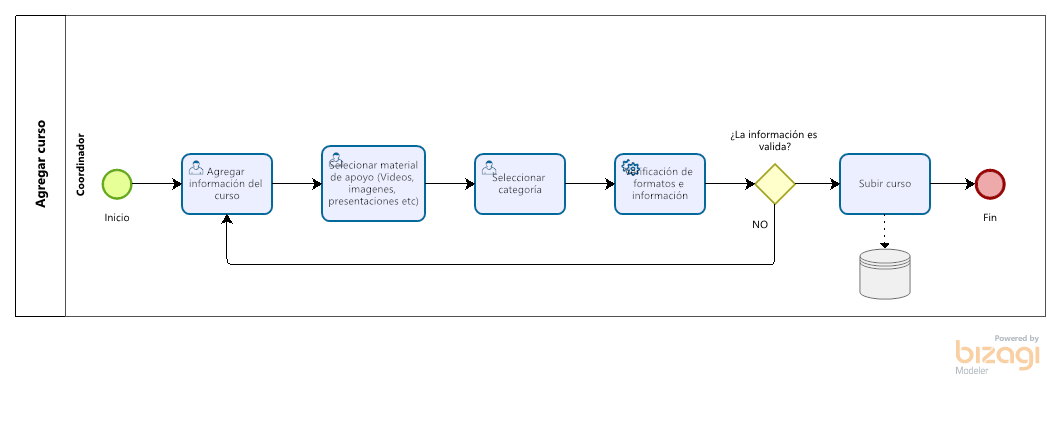 Agregar curso
Coordinador
Inicio
Agregar
información del
curso
Selecionar material
de apoyo (Videos,
imagenes,
presentaciones etc)
Seleccionar
categoría
Verificación de
formatos e
información
¿La información es
valida?
NO
Subir curso
Fin
Powered by
bizagi
Modeler